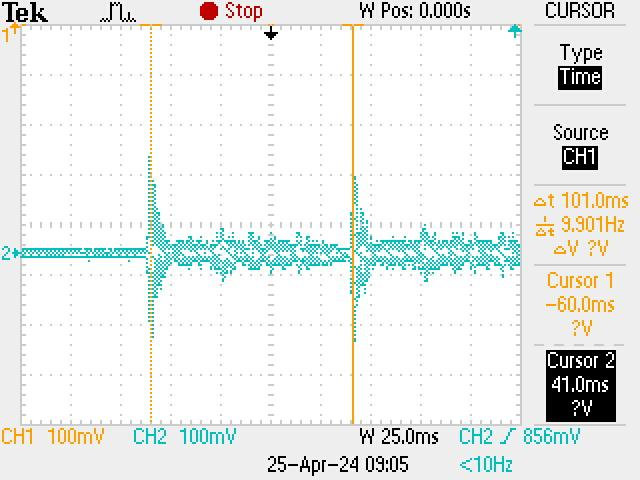 Tek Stop W Pos: 0.000s CURSOR
1
Type
Time
Source
CH1
Δt 101.0ms
1/Δt 9.901Hz
ΔV ?V
2
Cursor 1
-60.0ms
?V
Cursor 2
41.0ms
?V
CH1 100mV CH2 100mV W 25.0ms CH2 856mV
25-Apr-24 09:05 <10Hz